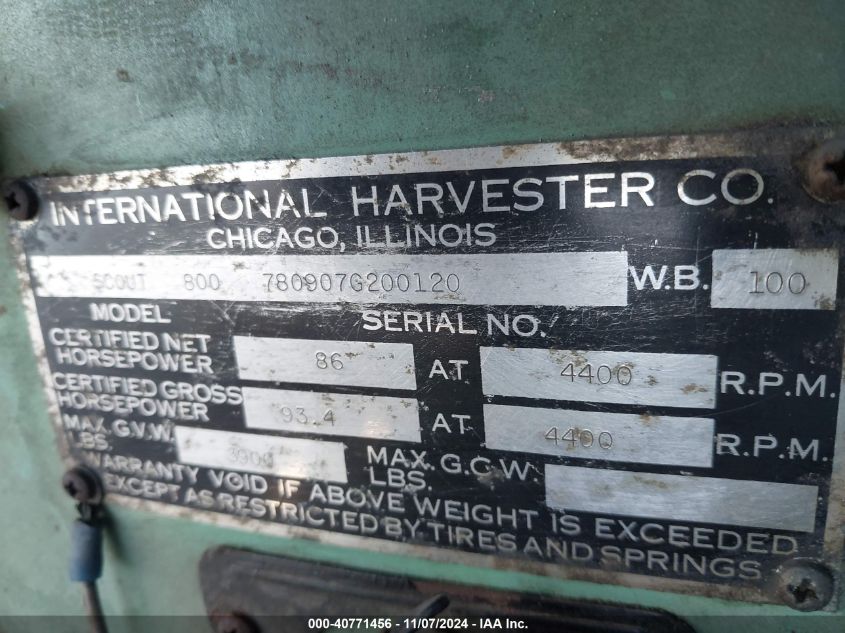 INTERNATIONAL HARVESTER CO.
CHICAGO, ILLINOIS
SCOUT 800 780907G200120 W.B. 100
MODEL SERIAL NO.
CERTIFIED NET HORSEPOWER 86 AT 4400 R.P.M.
CERTIFIED GROSS HORSEPOWER 93.4 AT 4400 R.P.M.
MAX. G.V.W. LBS. 3900 MAX. G.C.W. LBS.
WARRANTY VOID IF ABOVE WEIGHT IS EXCEEDED
EXCEPT AS RESTRICTED BY TIRES AND SPRINGS
000-40771456 | 11/07/2024 | IAA Inc.